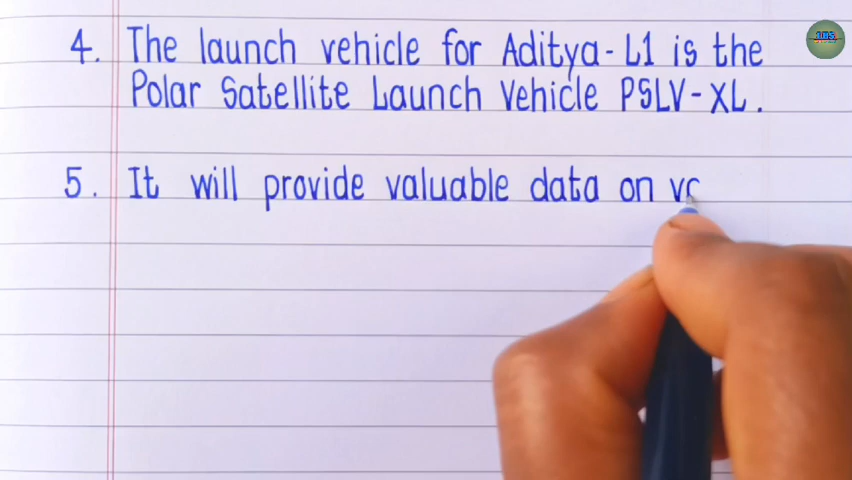 4. The launch vehicle for Aditya-L1 is the
Polar Satellite Launch Vehicle PSLV-XL.
5. It will provide valuable data on